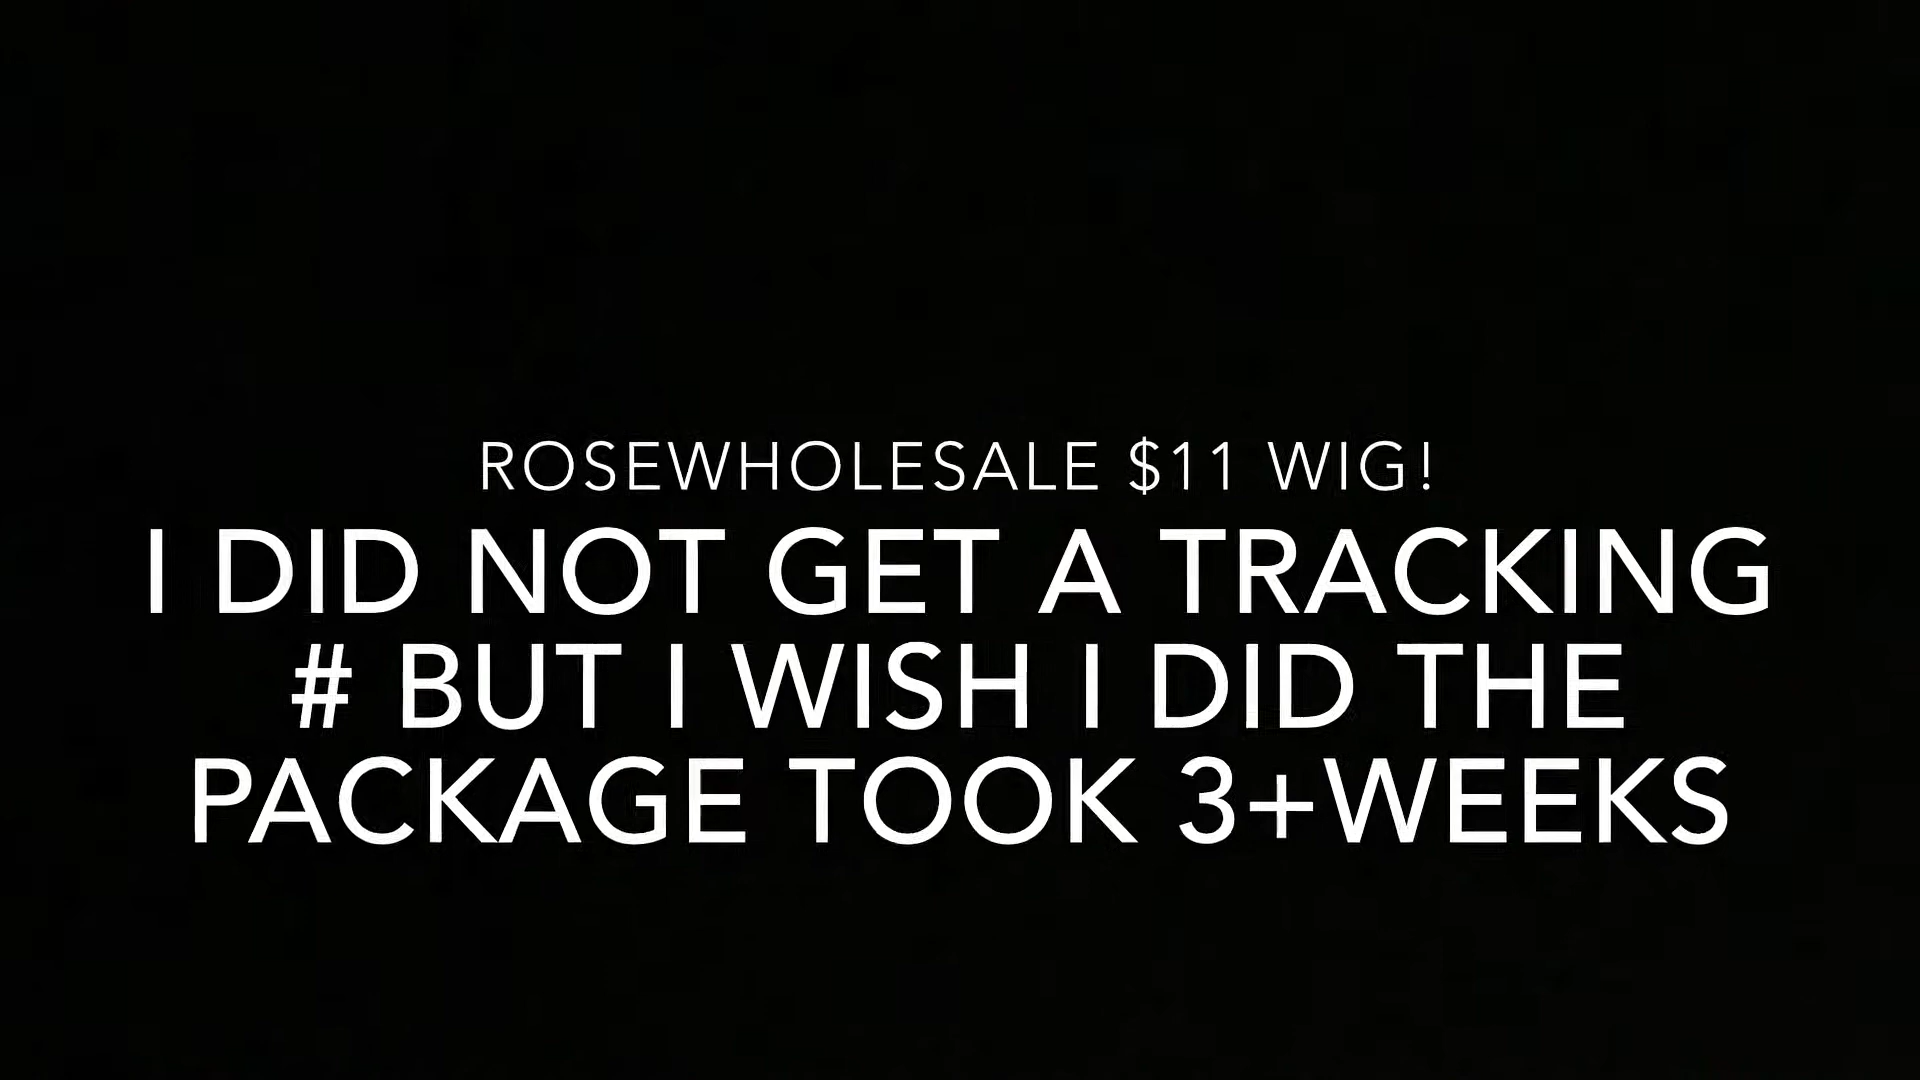 ROSEWHOLESALE $11 WIG!
I DID NOT GET A TRACKING
# BUT I WISH I DID THE
PACKAGE TOOK 3+WEEKS